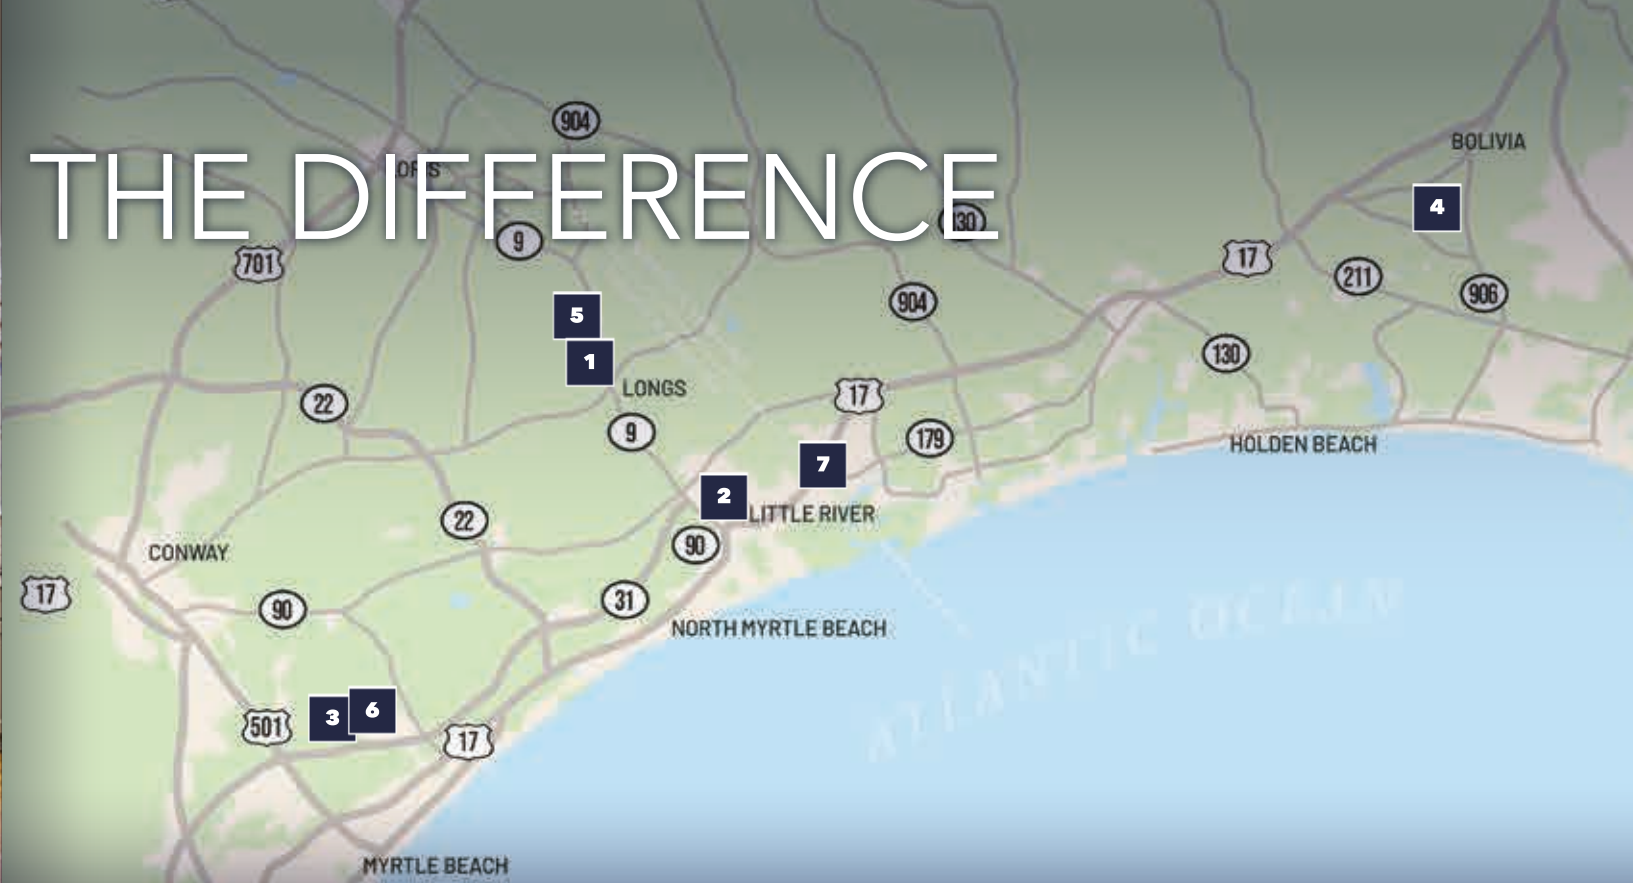 904
BOLIVIA
THE DIFFERENCE
LORIS
4
130
9
701
17
211
906
5
904
130
1
LONGS
17
22
9
179
HOLDEN BEACH
7
2
LITTLE RIVER
22
90
CONWAY
17
31
90
NORTH MYRTLE BEACH
ATLANTIC OCEAN
3
6
501
17
MYRTLE BEACH